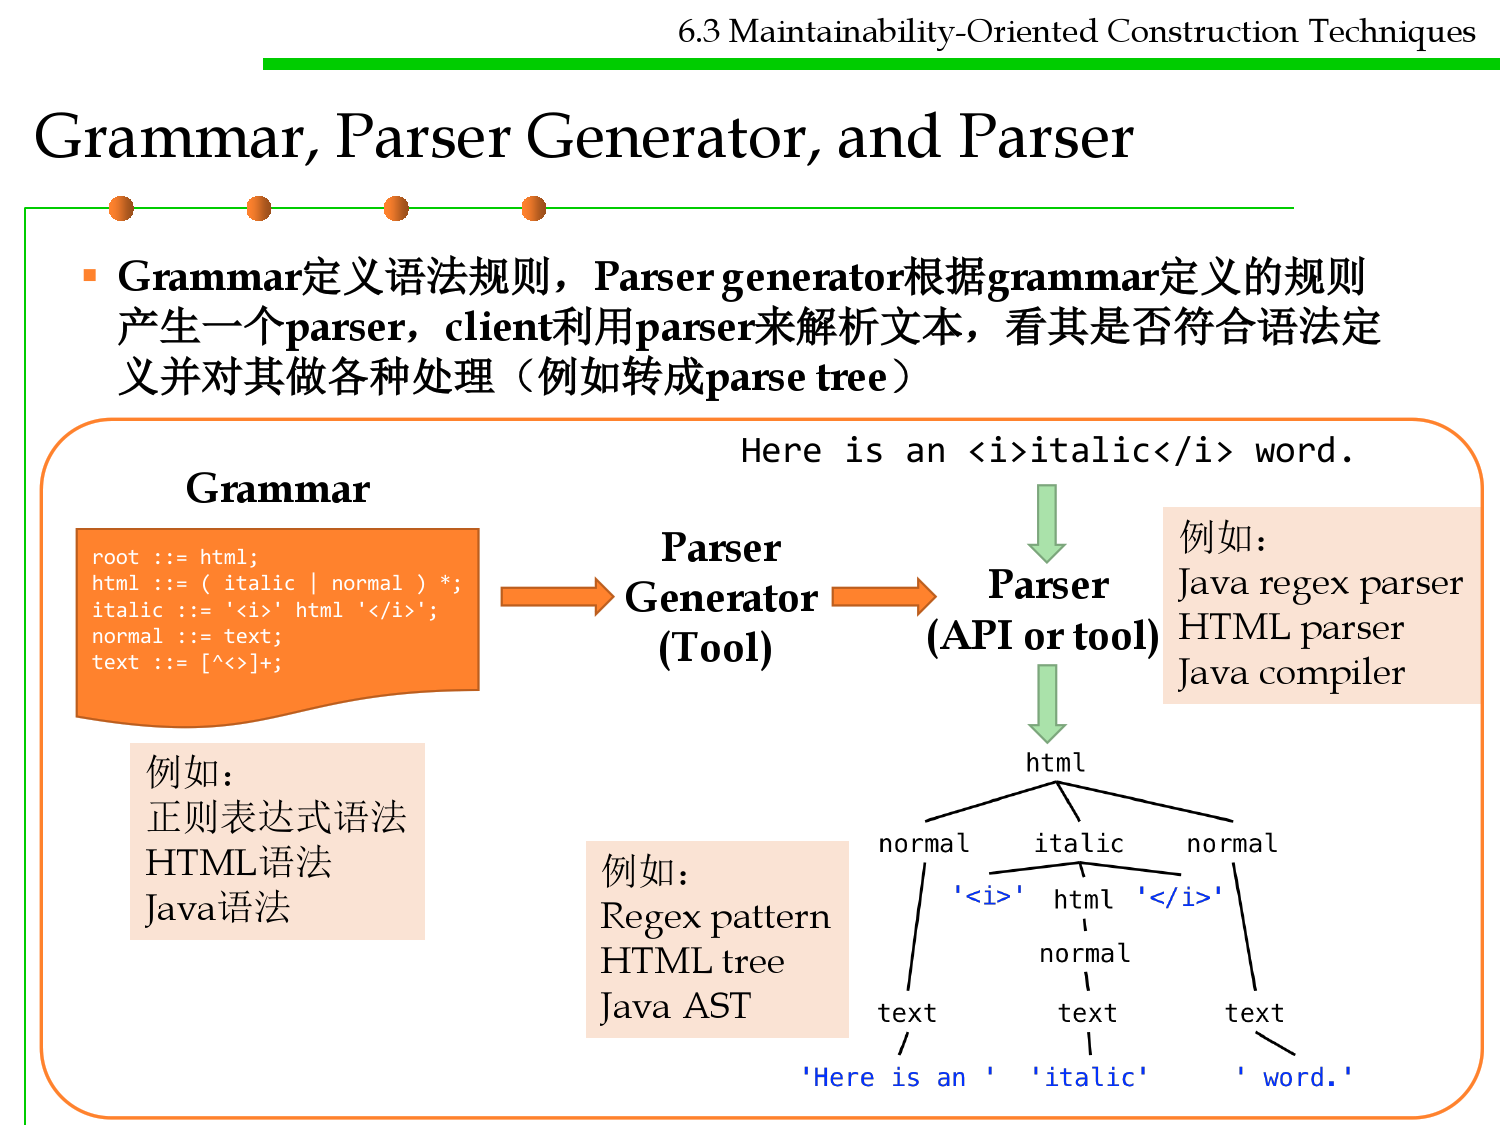 6.3 Maintainability-Oriented Construction Techniques
Grammar, Parser Generator, and Parser
▪ Grammar定义语法规则，Parser generator根据grammar定义的规则
产生一个parser，client利用parser来解析文本，看其是否符合语法定
义并对其做各种处理（例如转成parse tree）
Here is an <i>italic</i> word.
Grammar
root ::= html;
html ::= ( italic | normal ) *;
italic ::= '<i>' html '</i>';
normal ::= text;
text ::= [^<>]+;
Parser
Generator
(Tool)
Parser
(API or tool)
例如：
Java regex parser
HTML parser
Java compiler
例如：
正则表达式语法
HTML语法
Java语法
例如：
Regex pattern
HTML tree
Java AST
html
normal italic normal
'<i>' html '</i>'
normal
text text text
'Here is an ' 'italic' ' word.'